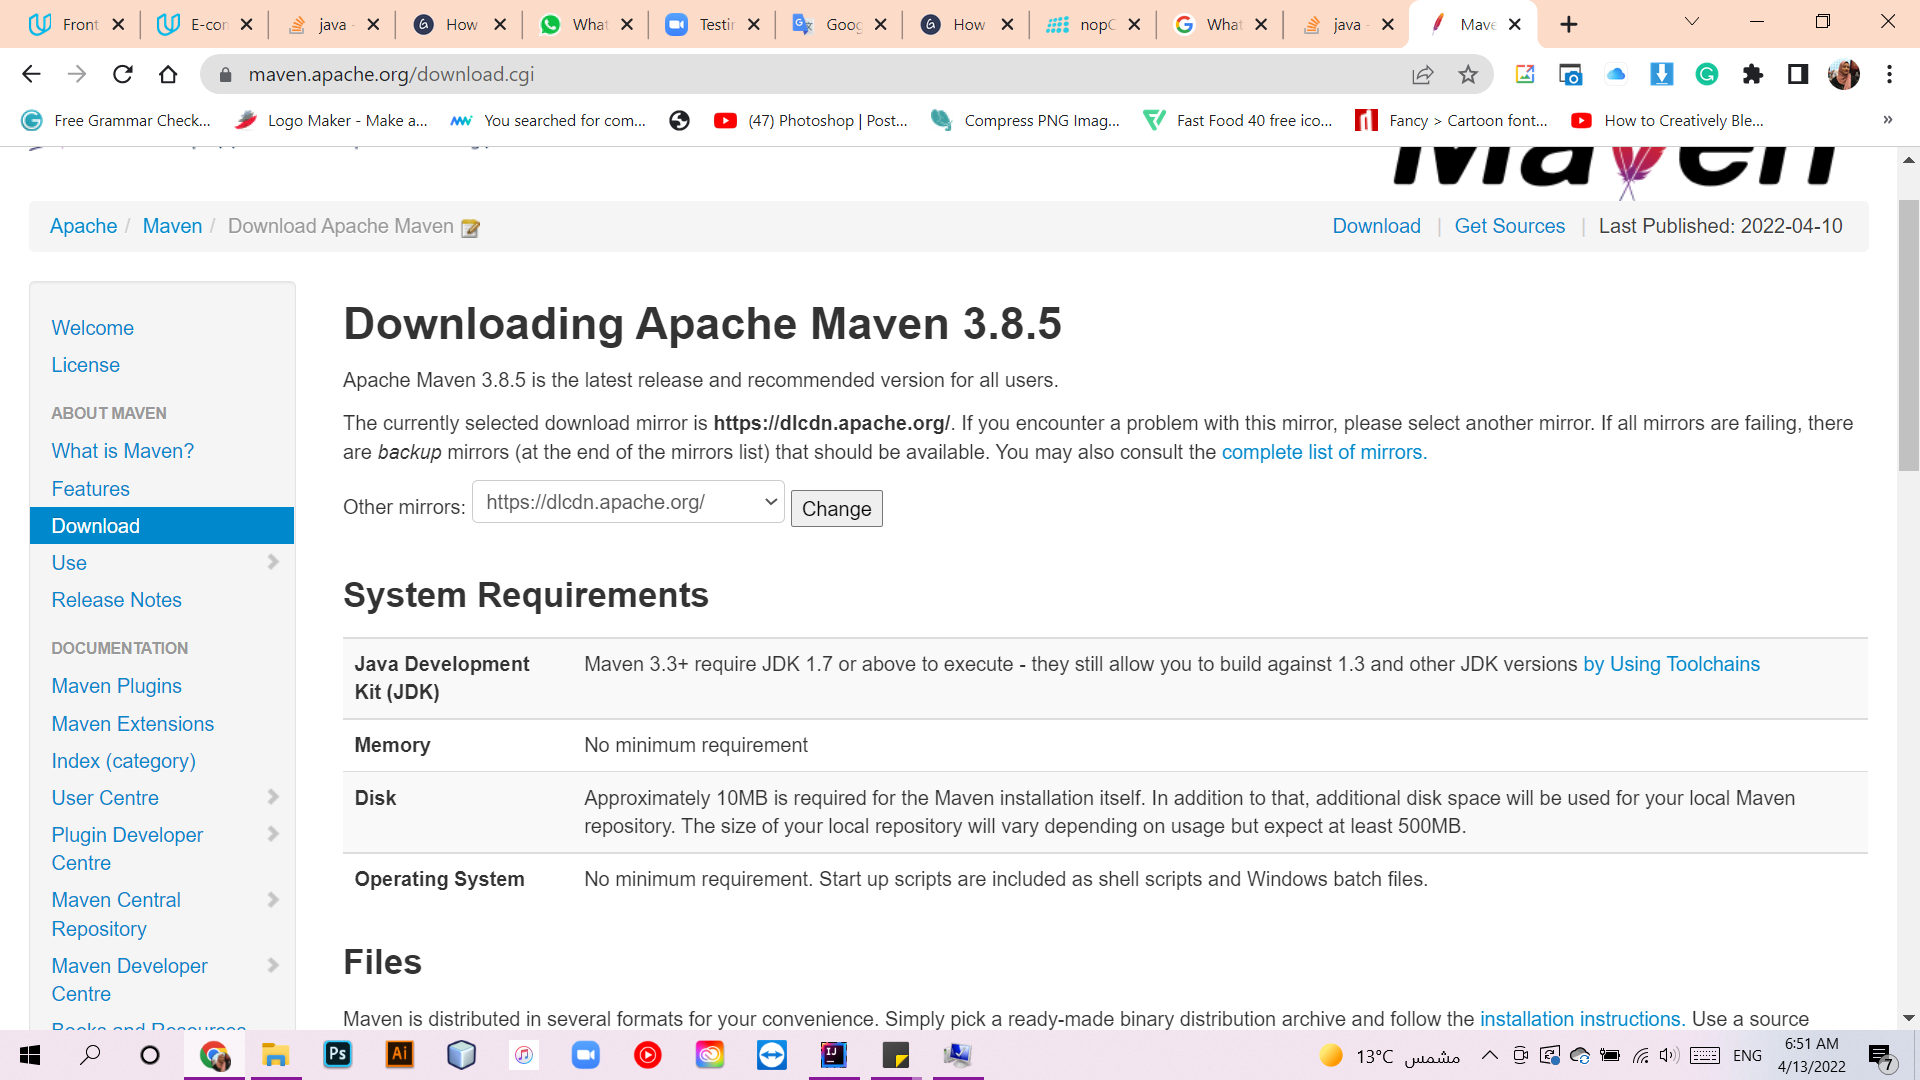 Front
E-con
java -
How
What
Testin
Goog
How
nopC
What
java -
Mave
maven.apache.org/download.cgi
Free Grammar Check...
Logo Maker - Make a...
You searched for com...
(47) Photoshop | Post...
Compress PNG Imag...
Fast Food 40 free ico...
Fancy > Cartoon font...
How to Creatively Ble...
»
Maven
Apache / Maven / Download Apache Maven
Download | Get Sources | Last Published: 2022-04-10
Welcome
License
ABOUT MAVEN
What is Maven?
Features
Download
Use
Release Notes
DOCUMENTATION
Maven Plugins
Maven Extensions
Index (category)
User Centre
Plugin Developer
Centre
Maven Central
Repository
Maven Developer
Centre
Books and Resources
Downloading Apache Maven 3.8.5
Apache Maven 3.8.5 is the latest release and recommended version for all users.
The currently selected download mirror is https://dlcdn.apache.org/. If you encounter a problem with this mirror, please select another mirror. If all mirrors are failing, there
are backup mirrors (at the end of the mirrors list) that should be available. You may also consult the complete list of mirrors.
Other mirrors: https://dlcdn.apache.org/ Change
System Requirements
Java Development Maven 3.3+ require JDK 1.7 or above to execute - they still allow you to build against 1.3 and other JDK versions by Using Toolchains
Kit (JDK)
Memory No minimum requirement
Disk Approximately 10MB is required for the Maven installation itself. In addition to that, additional disk space will be used for your local Maven
repository. The size of your local repository will vary depending on usage but expect at least 500MB.
Operating System No minimum requirement. Start up scripts are included as shell scripts and Windows batch files.
Files
Maven is distributed in several formats for your convenience. Simply pick a ready-made binary distribution archive and follow the installation instructions. Use a source
Ps
Ai
IJ
13°C مشمس
ENG
6:51 AM
4/13/2022
7